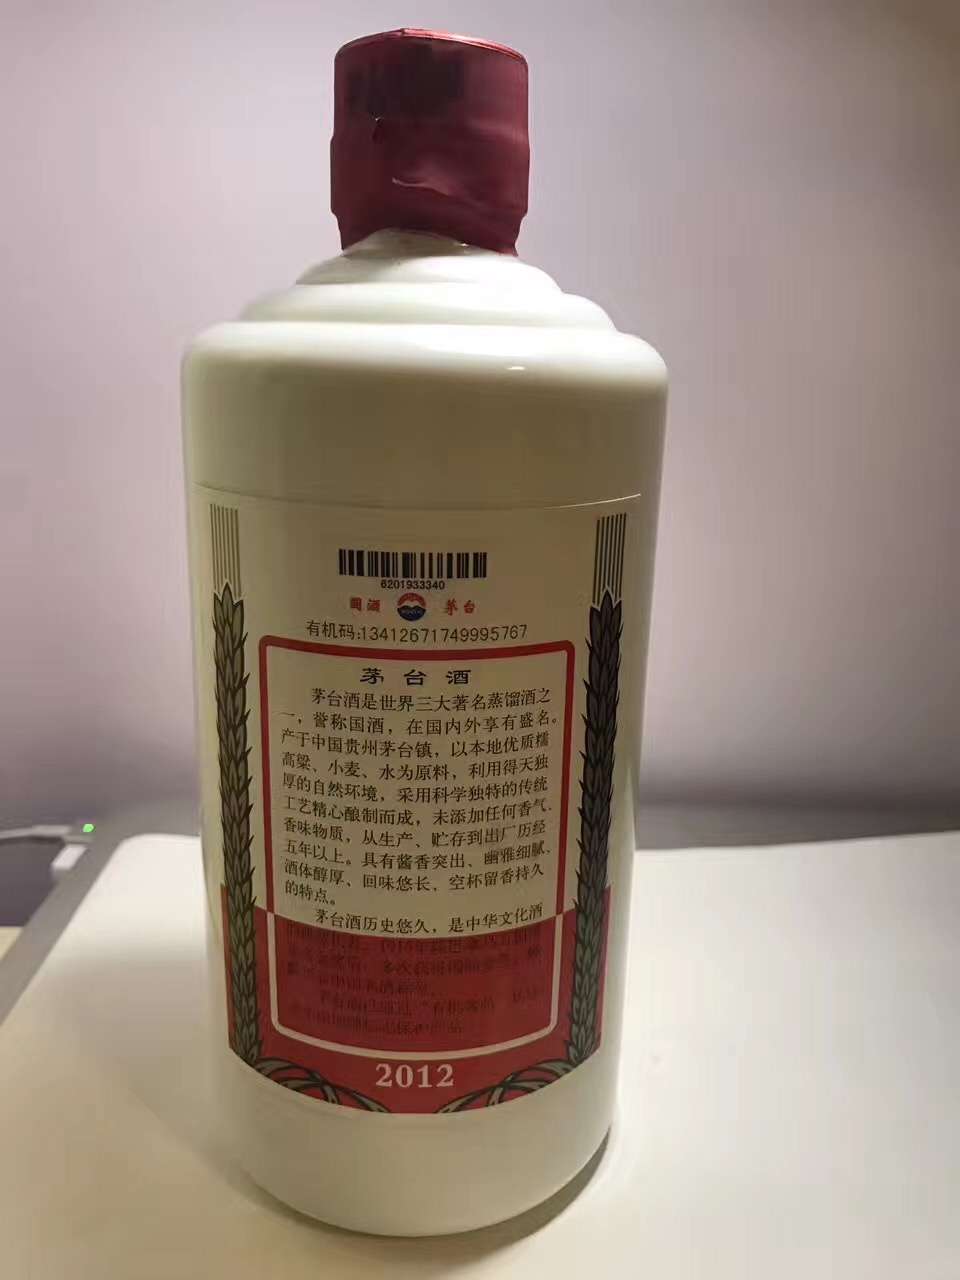 6201933340
国酒 茅台
有机码:13412671749995767
茅台酒
茅台酒是世界三大著名蒸馏酒之
一，誉称国酒，在国内外享有盛名。
产于中国贵州茅台镇，以本地优质糯
高粱、小麦、水为原料，利用得天独
厚的自然环境，采用科学独特的传统
工艺精心酿制而成，未添加任何香气、
香味物质，从生产、贮存到出厂历经
五年以上。具有酱香突出、幽雅细腻、
酒体醇厚、回味悠长，空杯留香持久
的特点。
茅台酒历史悠久，是中华文化酒
多次获得国际金奖，
2012